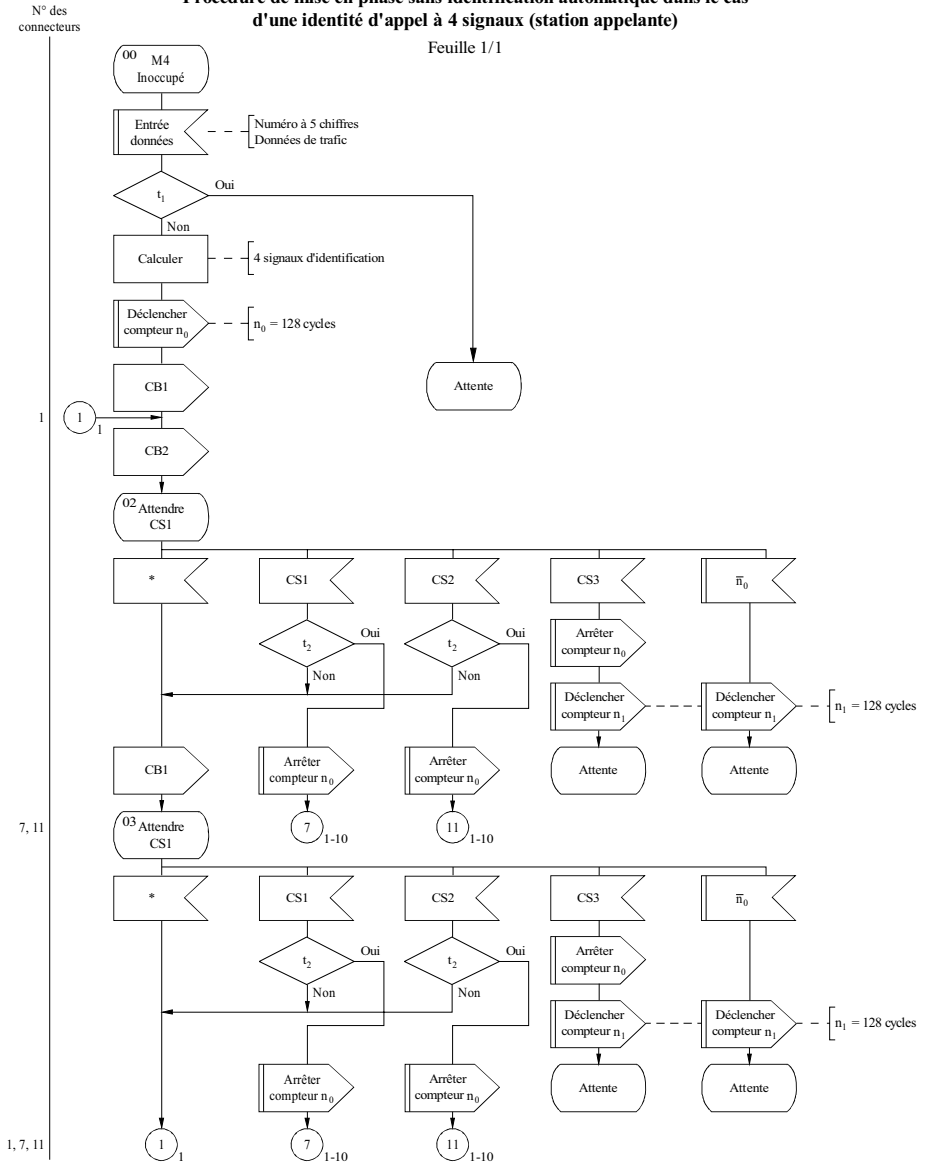 Procédure de mise en phase sans identification automatique dans le cas
d'une identité d'appel à 4 signaux (station appelante)
Feuille 1/1
N° des
connecteurs
00 M4
Inoccupé
Entrée
données
Numéro à 5 chiffres
Données de trafic
t1
Oui
Non
Calculer
4 signaux d'identification
Déclencher
compteur n0
n0 = 128 cycles
Attente
CB1
1
1
1
CB2
02 Attendre
CS1
*
CS1
CS2
CS3
n̅0
t2
Oui
Non
t2
Oui
Non
Arrêter
compteur n0
Déclencher
compteur n1
Déclencher
compteur n1
n1 = 128 cycles
CB1
Arrêter
compteur n0
Arrêter
compteur n0
Attente
Attente
7, 11
03 Attendre
CS1
7
1-10
11
1-10
*
CS1
CS2
CS3
n̅0
t2
Oui
Non
t2
Oui
Non
Arrêter
compteur n0
Déclencher
compteur n1
Déclencher
compteur n1
n1 = 128 cycles
Arrêter
compteur n0
Arrêter
compteur n0
Attente
Attente
1, 7, 11
1
1
7
1-10
11
1-10